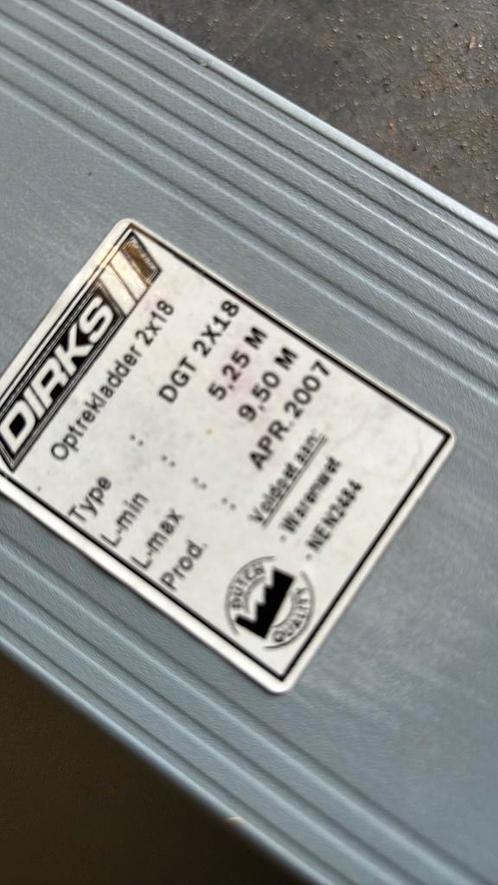 DIRKS
Optrekladder 2x18
Type : DGT 2X18
L-min : 5,25 M
L-max : 9,50 M
Prod. : APR.2007
Voldoet aan:
- Warenwet
- NEN2484
DUTCH
QUALITY